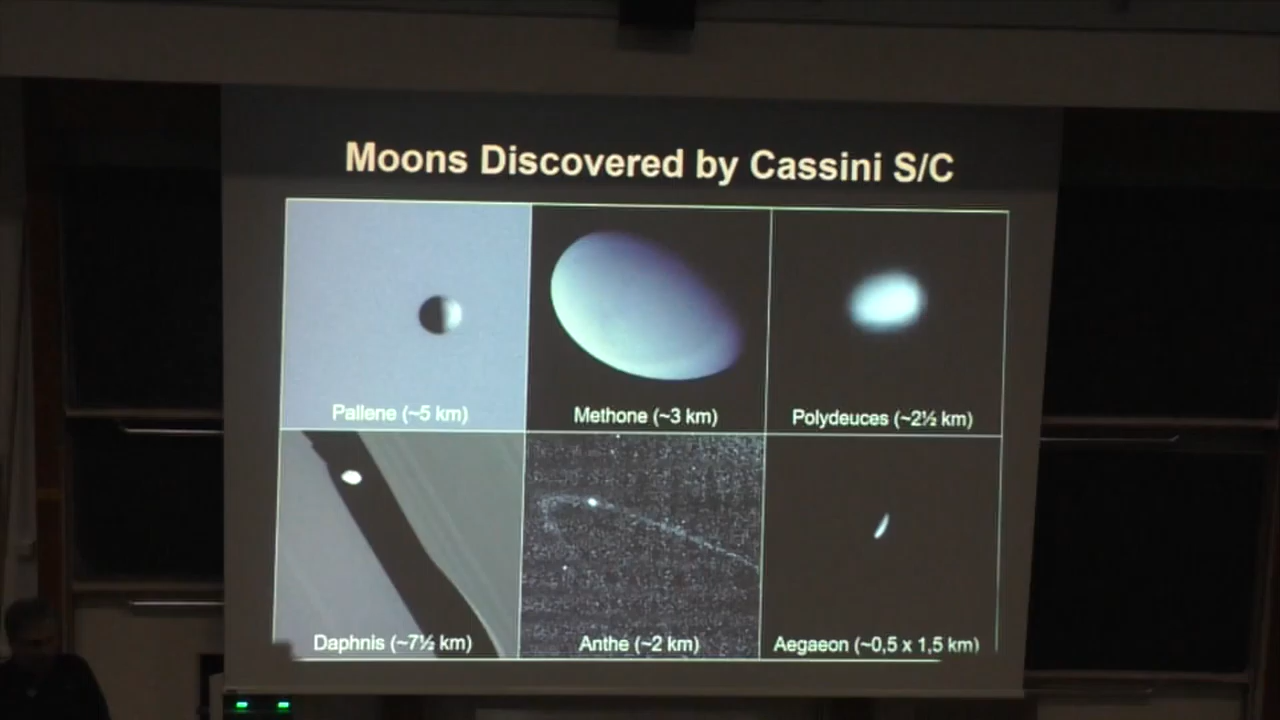 Moons Discovered by Cassini S/C
Pallene (~5 km)
Methone (~3 km)
Polydeuces (~2½ km)
Daphnis (~7½ km)
Anthe (~2 km)
Aegaeon (~0,5 x 1,5 km)